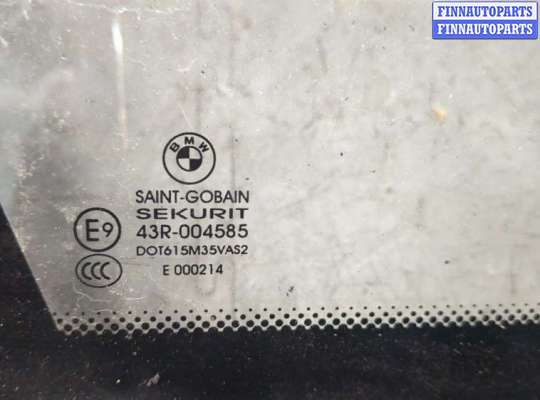 FINNAUTOPARTS
FINNAUTOPARTS
BMW
SAINT-GOBAIN
SEKURIT
E9 43R-004585
DOT615M35VAS2
CCC E 000214